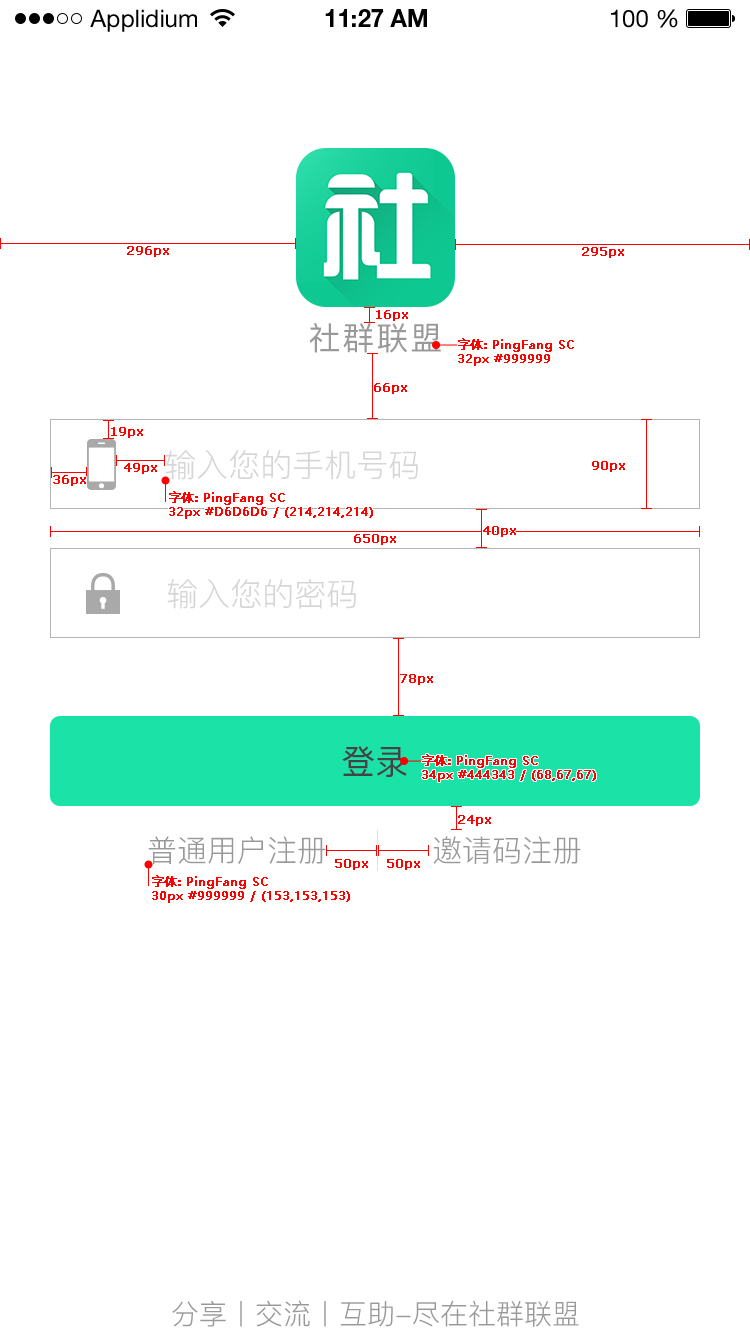 Applidium 11:27 AM 100 %
社
296px
295px
16px
社群联盟
字体: PingFang SC
32px #999999
66px
19px
输入您的手机号码
49px
36px
90px
字体: PingFang SC
32px #D6D6D6 / (214,214,214)
40px
650px
输入您的密码
78px
登录
字体: PingFang SC
34px #444343 / (68,67,67)
24px
普通用户注册
邀请码注册
50px
50px
字体: PingFang SC
30px #999999 / (153,153,153)
分享丨交流丨互助–尽在社群联盟